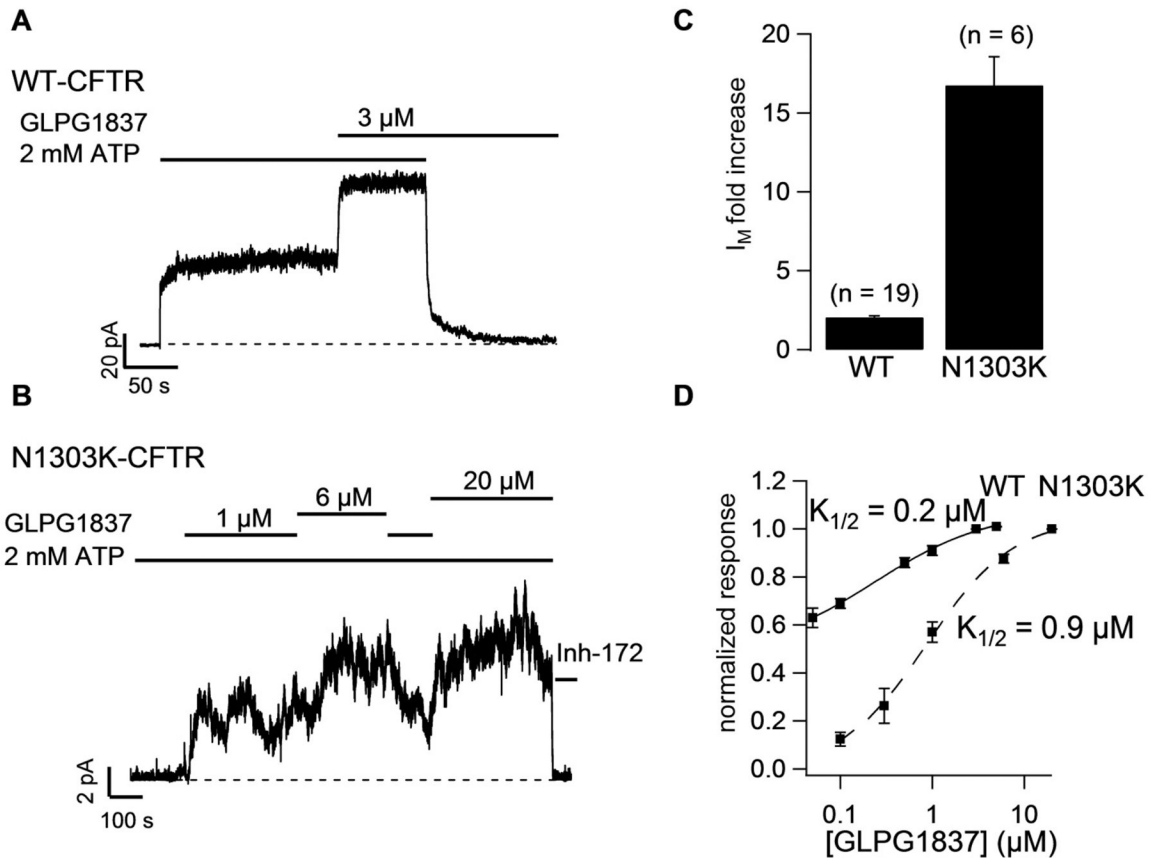 A
WT-CFTR
GLPG1837
3 µM
2 mM ATP
20 pA
50 s
B
N1303K-CFTR
GLPG1837
1 µM
6 µM
20 µM
2 mM ATP
Inh-172
2 pA
100 s
C
I_M fold increase
20
15
10
5
0
(n = 19)
(n = 6)
WT
N1303K
D
normalized response
1.2
1.0
0.8
0.6
0.4
0.2
0.0
WT
N1303K
K1/2 = 0.2 µM
K1/2 = 0.9 µM
0.1
1
10
[GLPG1837] (µM)